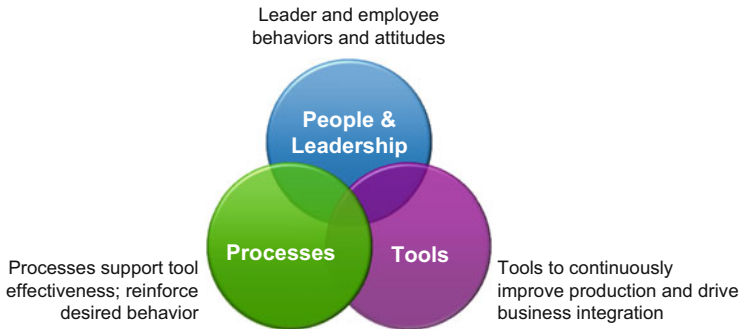 Leader and employee
behaviors and attitudes
People &
Leadership
Processes
Tools
Processes support tool
effectiveness; reinforce
desired behavior
Tools to continuously
improve production and drive
business integration